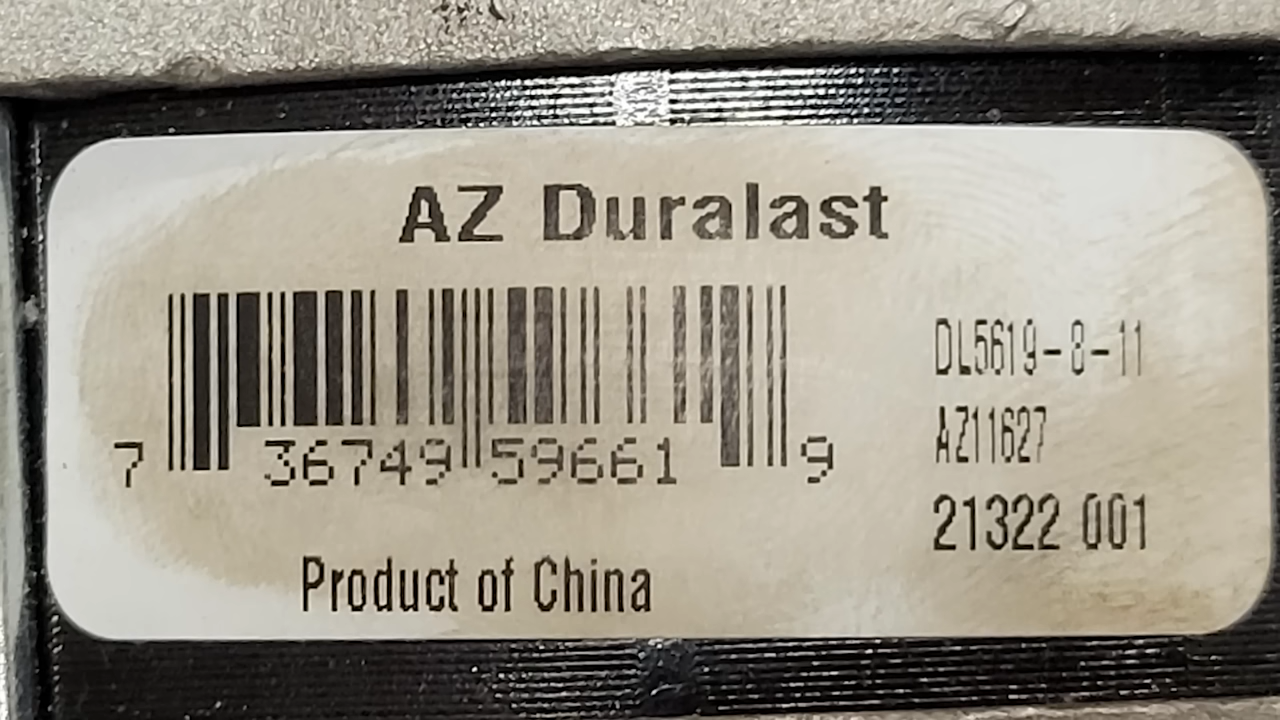 AZ Duralast
DL5619-8-11
AZ11627
7 36749 59661 9
21322 001
Product of China